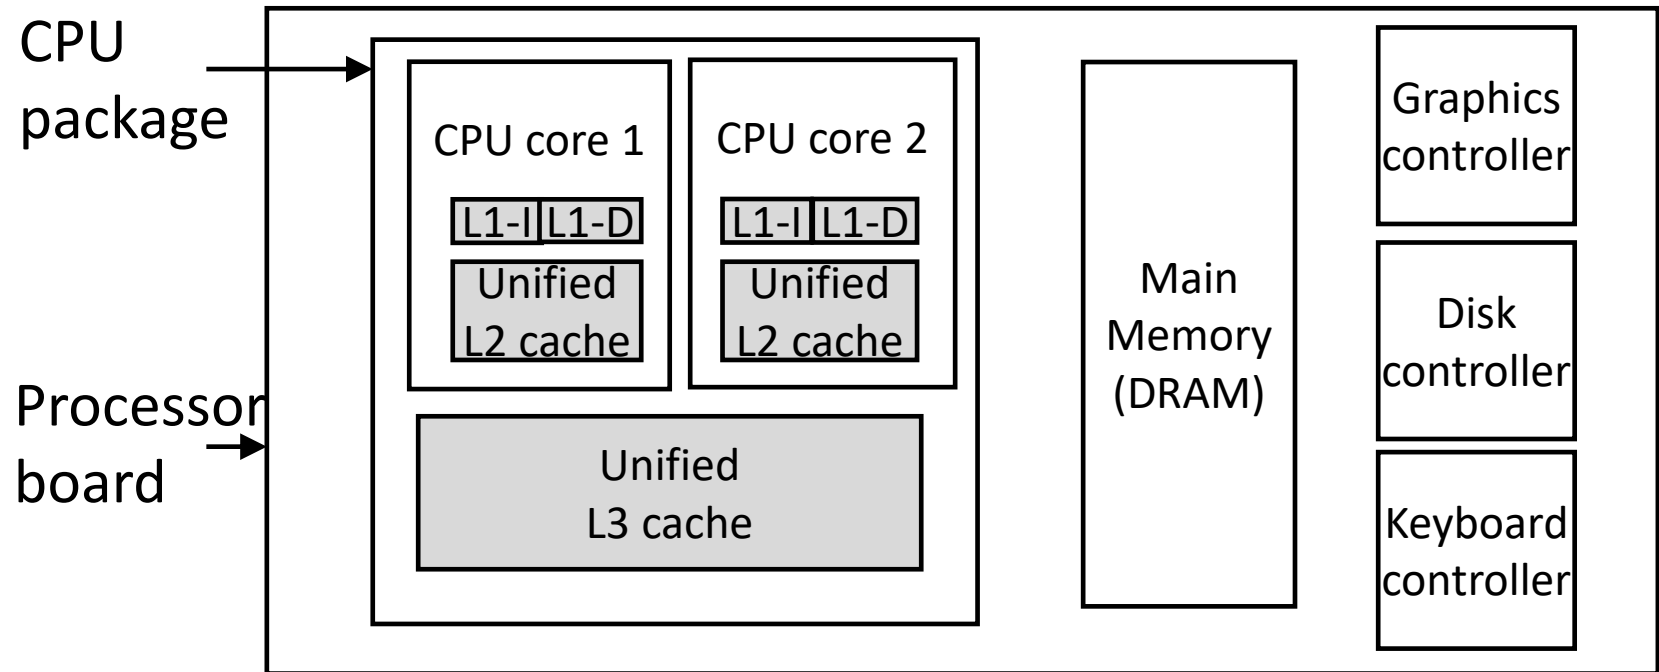 CPU
package
CPU core 1
L1-I
L1-D
Unified
L2 cache
CPU core 2
L1-I
L1-D
Unified
L2 cache
Processor
board
Unified
L3 cache
Main
Memory
(DRAM)
Graphics
controller
Disk
controller
Keyboard
controller